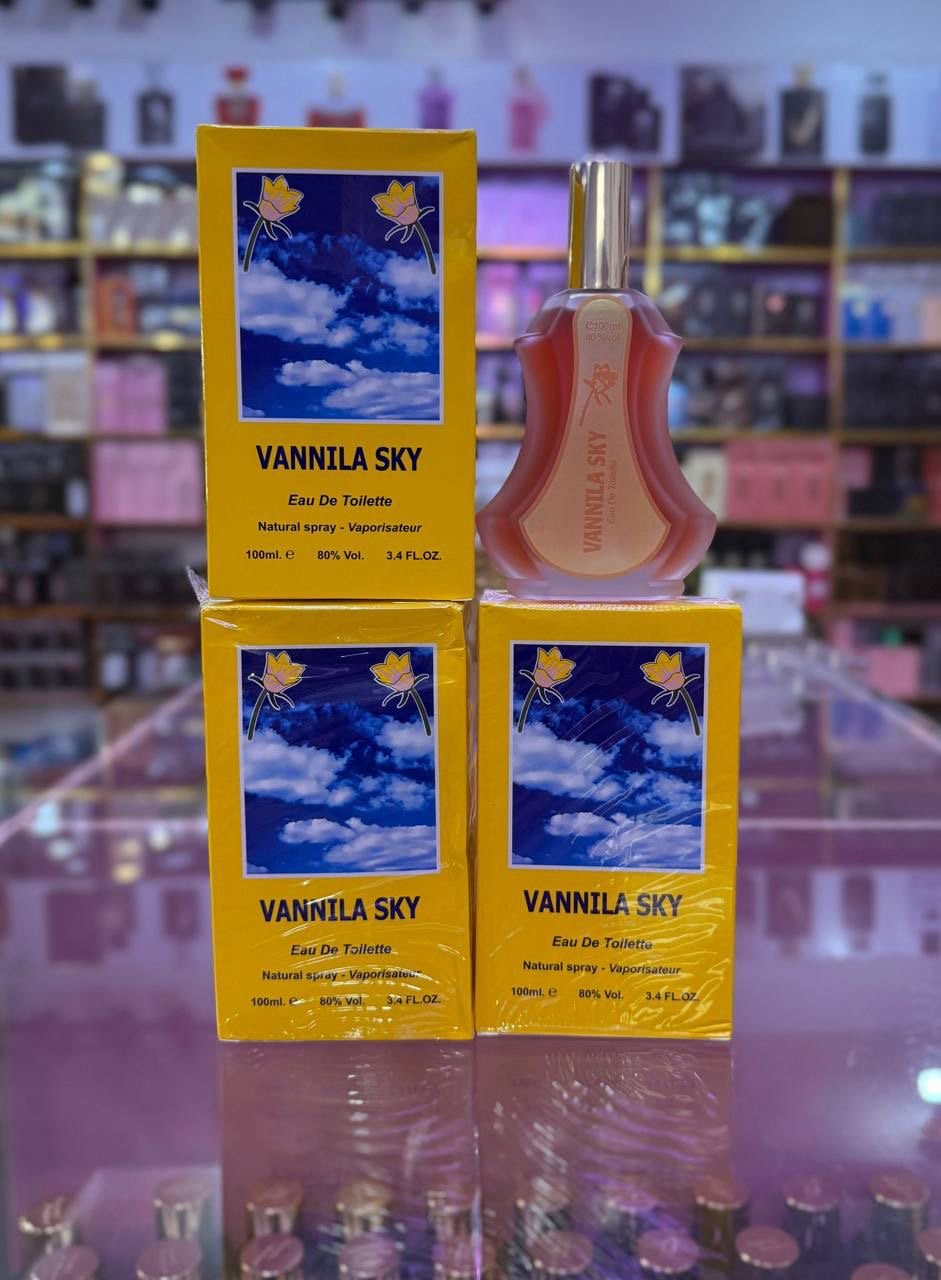 VANNILA SKY
Eau De Toilette
Natural spray - Vaporisateur
100ml. ℮ 80% Vol. 3.4 FL.OZ.
℮100ml
80%vol
VANNILA SKY
Eau De Toilette
VANNILA SKY
Eau De Toilette
Natural spray - Vaporisateur
100ml. ℮ 80% Vol. 3.4 FL.OZ.
VANNILA SKY
Eau De Toilette
Natural spray - Vaporisateur
100ml. ℮ 80% Vol. 3.4 FL.OZ.